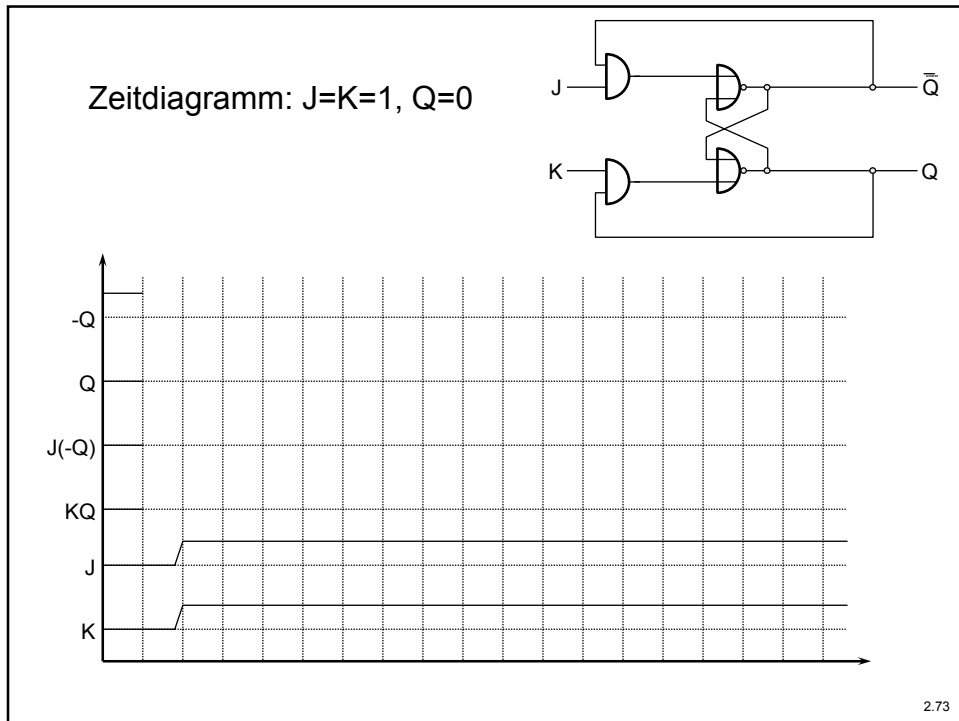 Zeitdiagramm: J=K=1, Q=0
J
Q̅
K
Q
-Q
Q
J(-Q)
KQ
J
K
2.73